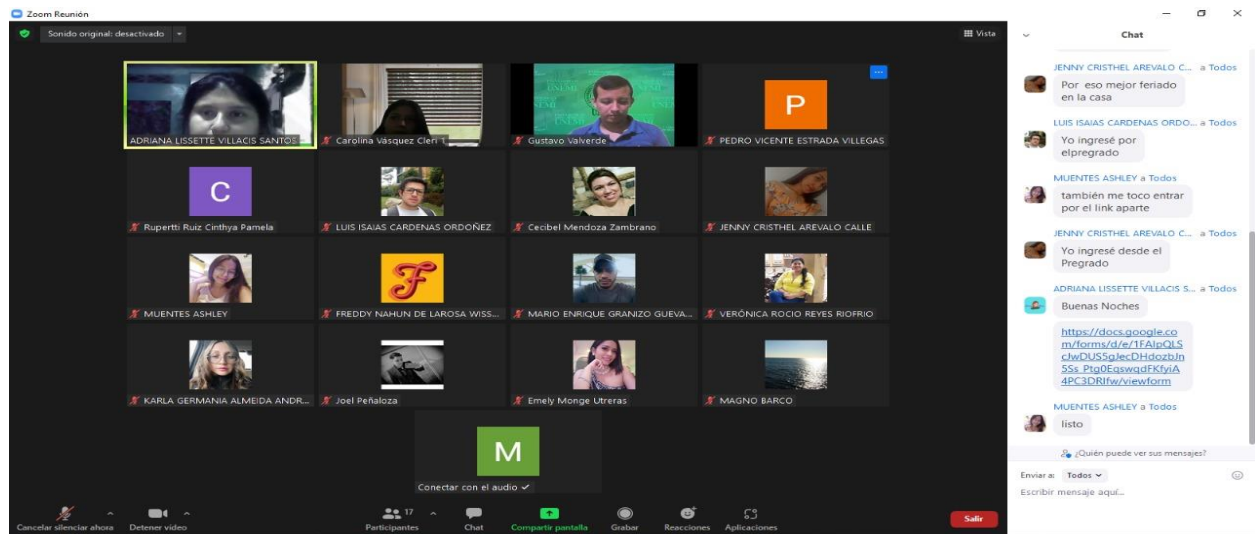 Zoom Reunión
Sonido original: desactivado
Vista
ADRIANA LISSETTE VILLACIS SANTOS
Carolina Vásquez Cleri 1
UNEMI
Gustavo Valverde
P
PEDRO VICENTE ESTRADA VILLEGAS
C
Rupertti Ruiz Cinthya Pamela
LUIS ISAIAS CARDENAS ORDOÑEZ
Cecibel Mendoza Zambrano
JENNY CRISTHEL AREVALO CALLE
MUENTES ASHLEY
F
FREDDY NAHUN DE LAROSA WISS...
MARIO ENRIQUE GRANIZO GUEVA...
VERÓNICA ROCIO REYES RIOFRIO
KARLA GERMANIA ALMEIDA ANDR...
Joel Peñaloza
Emely Monge Utreras
MAGNO BARCO
M
Conectar con el audio
Cancelar silenciar ahora
Detener video
17
Participantes
Chat
Compartir pantalla
Grabar
Reacciones
Aplicaciones
Salir
Chat
JENNY CRISTHEL AREVALO C... a Todos
Por eso mejor feriado
en la casa
LUIS ISAIAS CARDENAS ORDO... a Todos
Yo ingresé por
elpregrado
MUENTES ASHLEY a Todos
también me toco entrar
por el link aparte
JENNY CRISTHEL AREVALO C... a Todos
Yo ingresé desde el
Pregrado
ADRIANA LISSETTE VILLACIS S... a Todos
Buenas Noches
https://docs.google.co
m/forms/d/e/1FAIpQLS
cJwDUS5gJecDHdozbJn
5Ss_Ptg0EqswqdFKfyiA
4PC3DRIfw/viewform
MUENTES ASHLEY a Todos
listo
¿Quién puede ver sus mensajes?
Enviar a: Todos
Escribir mensaje aquí...